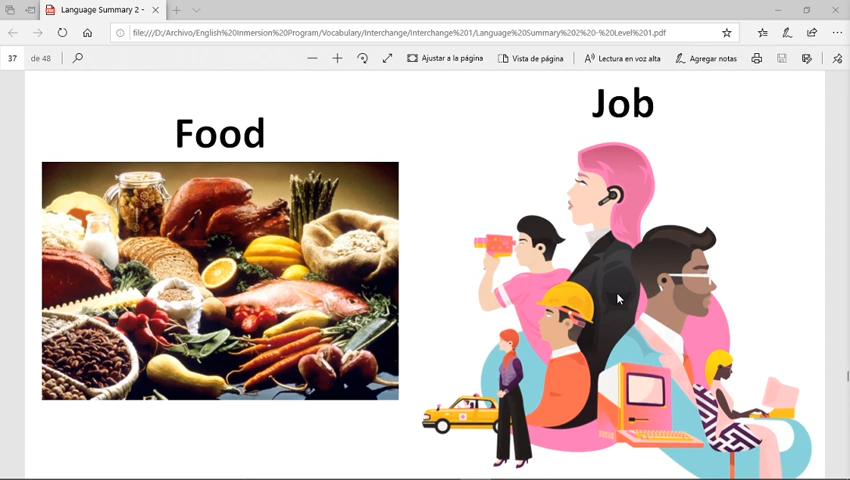 Language Summary 2 -
file:///D:/Archivo/English%20Inmersion%20Program/Vocabulary/Interchange/Interchange%201/Language%20Summary%202%20-%20Level%201.pdf
37 de 48
Ajustar a la página
Vista de página
Lectura en voz alta
Agregar notas
Job
Food